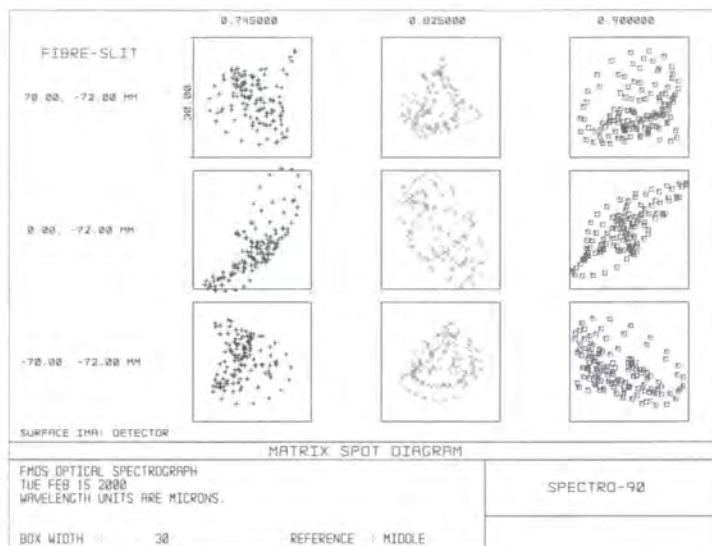 0.745000 0.825000 0.900000
FIBRE-SLIT
70.00, -72.00 MM
30.00
0.00, -72.00 MM
-70.00, -72.00 MM
SURFACE IMA: DETECTOR
MATRIX SPOT DIAGRAM
FMOS OPTICAL SPECTROGRAPH
TUE FEB 15 2000
WAVELENGTH UNITS ARE MICRONS.
SPECTRO-90
BOX WIDTH : 30 REFERENCE : MIDDLE